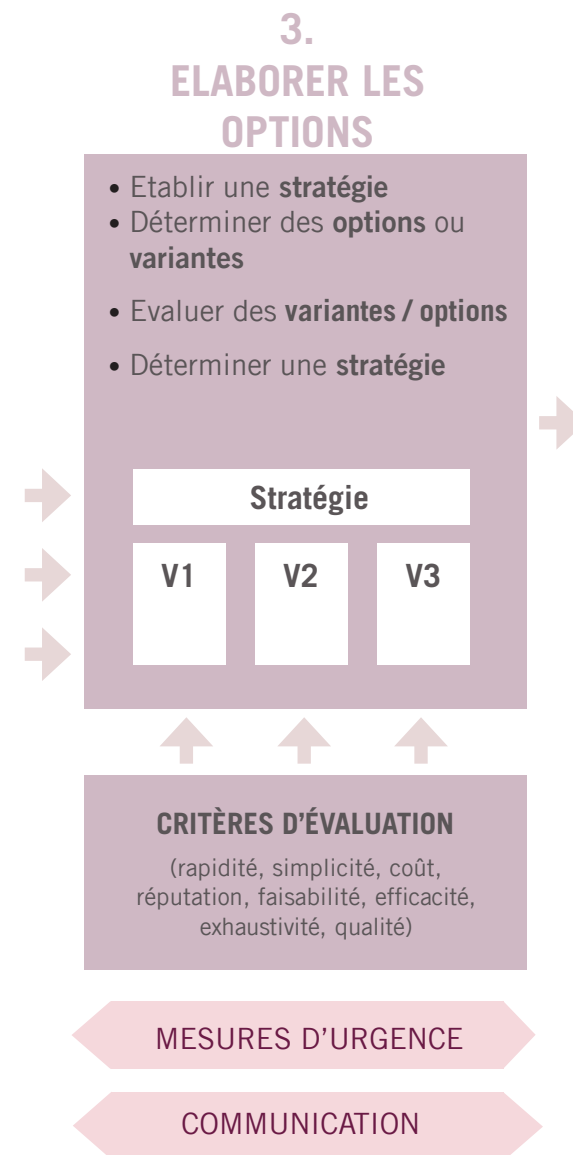 3.
ELABORER LES
OPTIONS
• Etablir une stratégie
• Déterminer des options ou
variantes
• Evaluer des variantes / options
• Déterminer une stratégie
Stratégie
V1 V2 V3
CRITÈRES D'ÉVALUATION
(rapidité, simplicité, coût,
réputation, faisabilité, efficacité,
exhaustivité, qualité)
MESURES D'URGENCE
COMMUNICATION